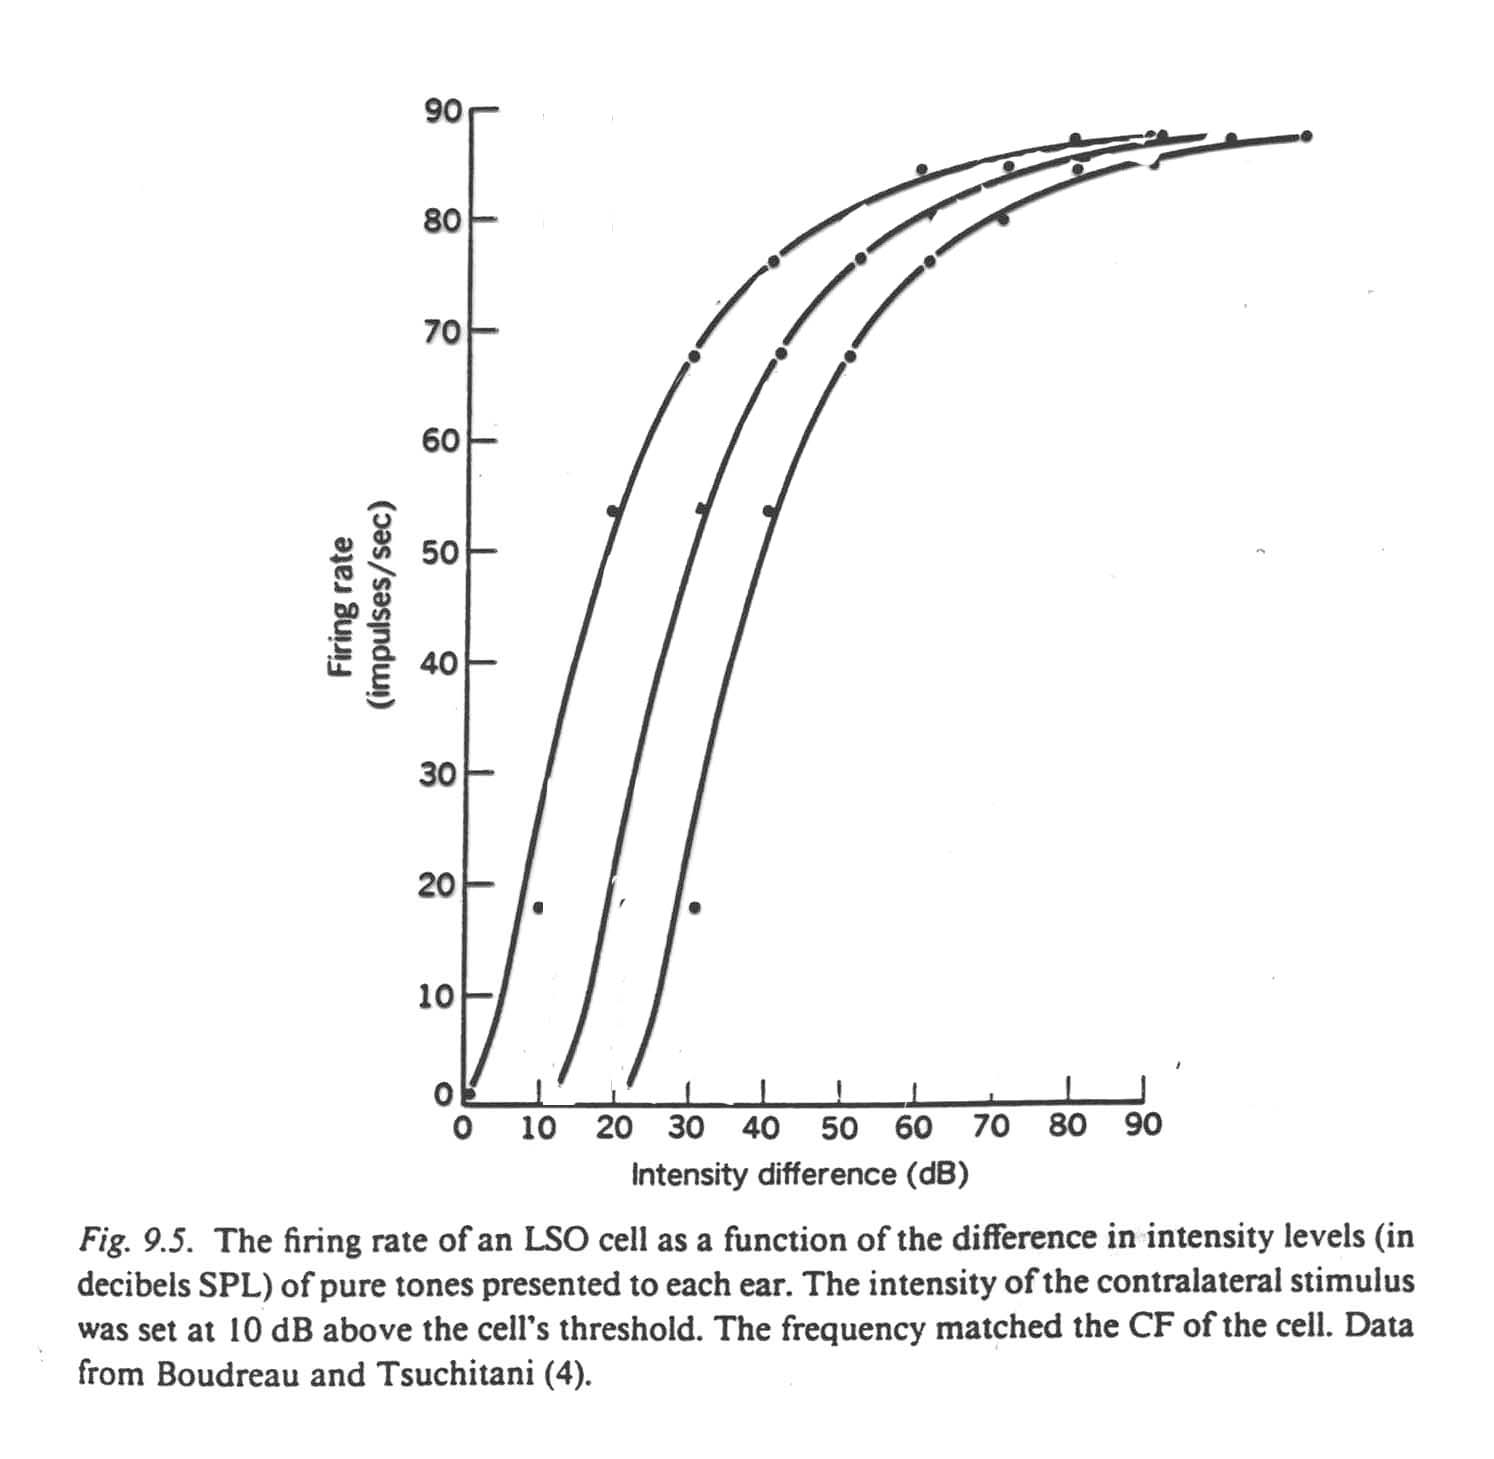 90
80
70
60
50
40
30
20
10
0
Firing rate
(impulses/sec)
0 10 20 30 40 50 60 70 80 90
Intensity difference (dB)
Fig. 9.5. The firing rate of an LSO cell as a function of the difference in intensity levels (in
decibels SPL) of pure tones presented to each ear. The intensity of the contralateral stimulus
was set at 10 dB above the cell's threshold. The frequency matched the CF of the cell. Data
from Boudreau and Tsuchitani (4).